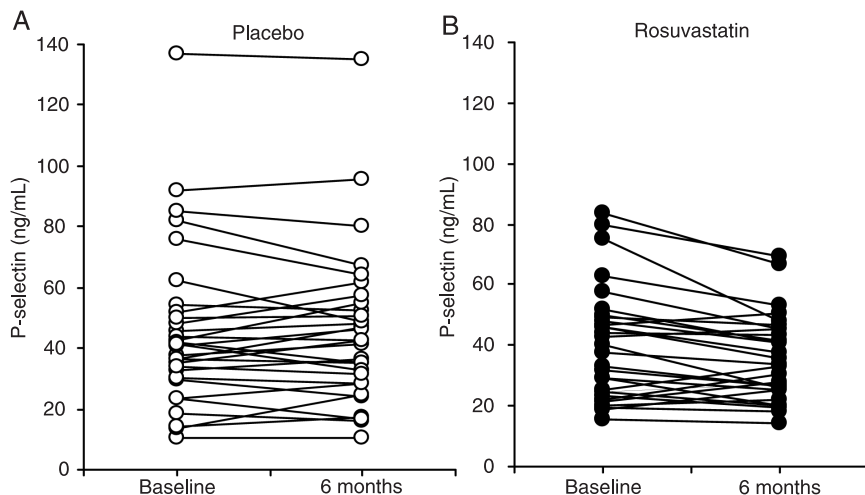 A
Placebo
140
120
100
80
60
40
20
0
P-selectin (ng/mL)
Baseline
6 months
B
Rosuvastatin
140
120
100
80
60
40
20
0
P-selectin (ng/mL)
Baseline
6 months